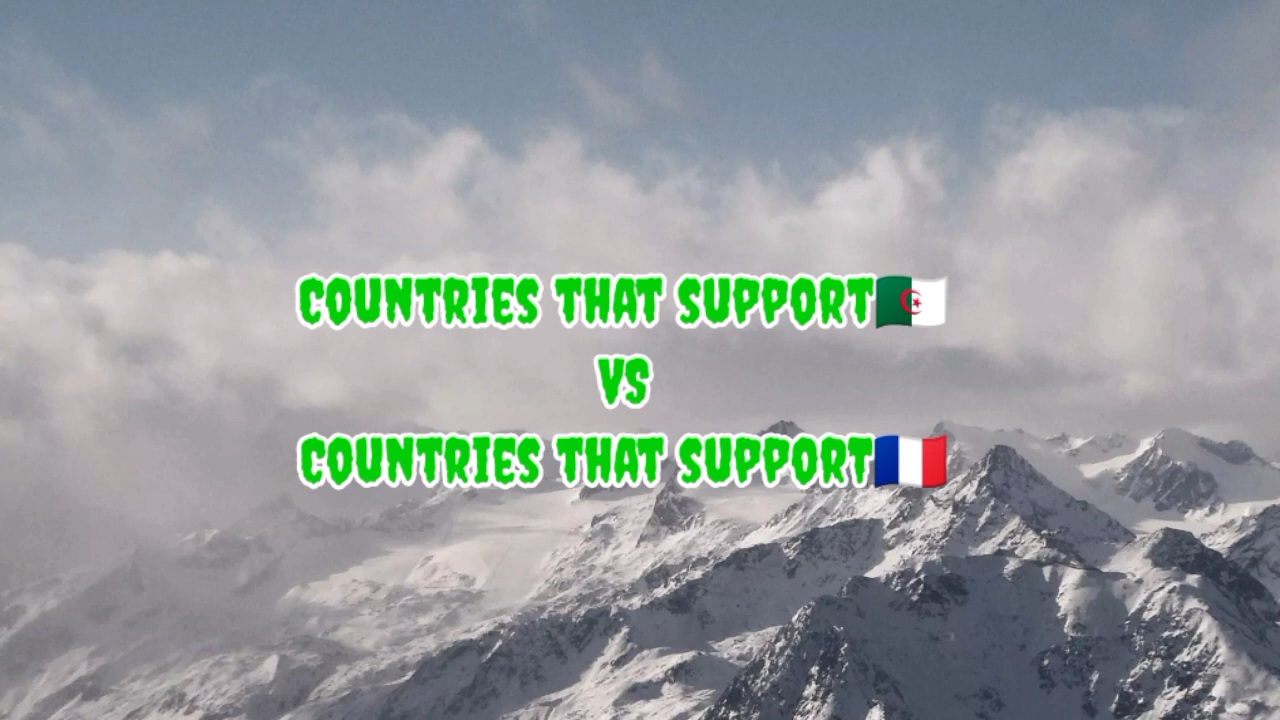 COUNTRIES THAT SUPPORT🇩🇿
VS
COUNTRIES THAT SUPPORT🇫🇷